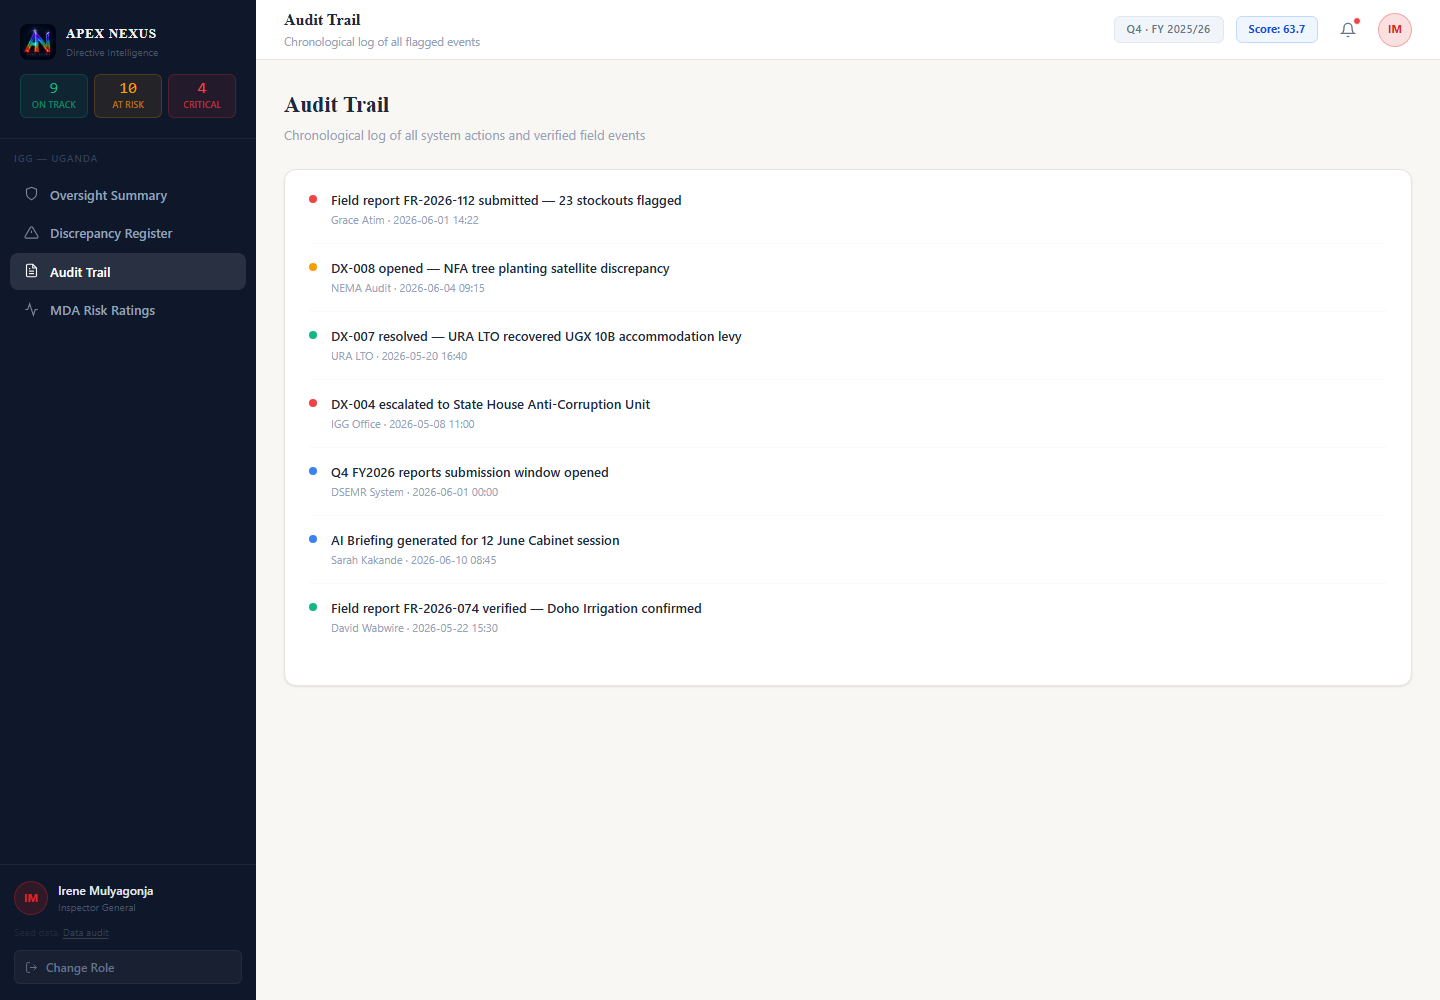 APEX NEXUS
Directive Intelligence
9
ON TRACK
10
AT RISK
4
CRITICAL
IGG — UGANDA
Oversight Summary
Discrepancy Register
Audit Trail
MDA Risk Ratings
Irene Mulyagonja
IM
Inspector General
Seed data. Data audit
Change Role
Audit Trail
Chronological log of all flagged events
Q4 · FY 2025/26
Score: 63.7
IM
Audit Trail
Chronological log of all system actions and verified field events
Field report FR-2026-112 submitted — 23 stockouts flagged
Grace Atim · 2026-06-01 14:22
DX-008 opened — NFA tree planting satellite discrepancy
NEMA Audit · 2026-06-04 09:15
DX-007 resolved — URA LTO recovered UGX 10B accommodation levy
URA LTO · 2026-05-20 16:40
DX-004 escalated to State House Anti-Corruption Unit
IGG Office · 2026-05-08 11:00
Q4 FY2026 reports submission window opened
DSEMR System · 2026-06-01 00:00
AI Briefing generated for 12 June Cabinet session
Sarah Kakande · 2026-06-10 08:45
Field report FR-2026-074 verified — Doho Irrigation confirmed
David Wabwire · 2026-05-22 15:30